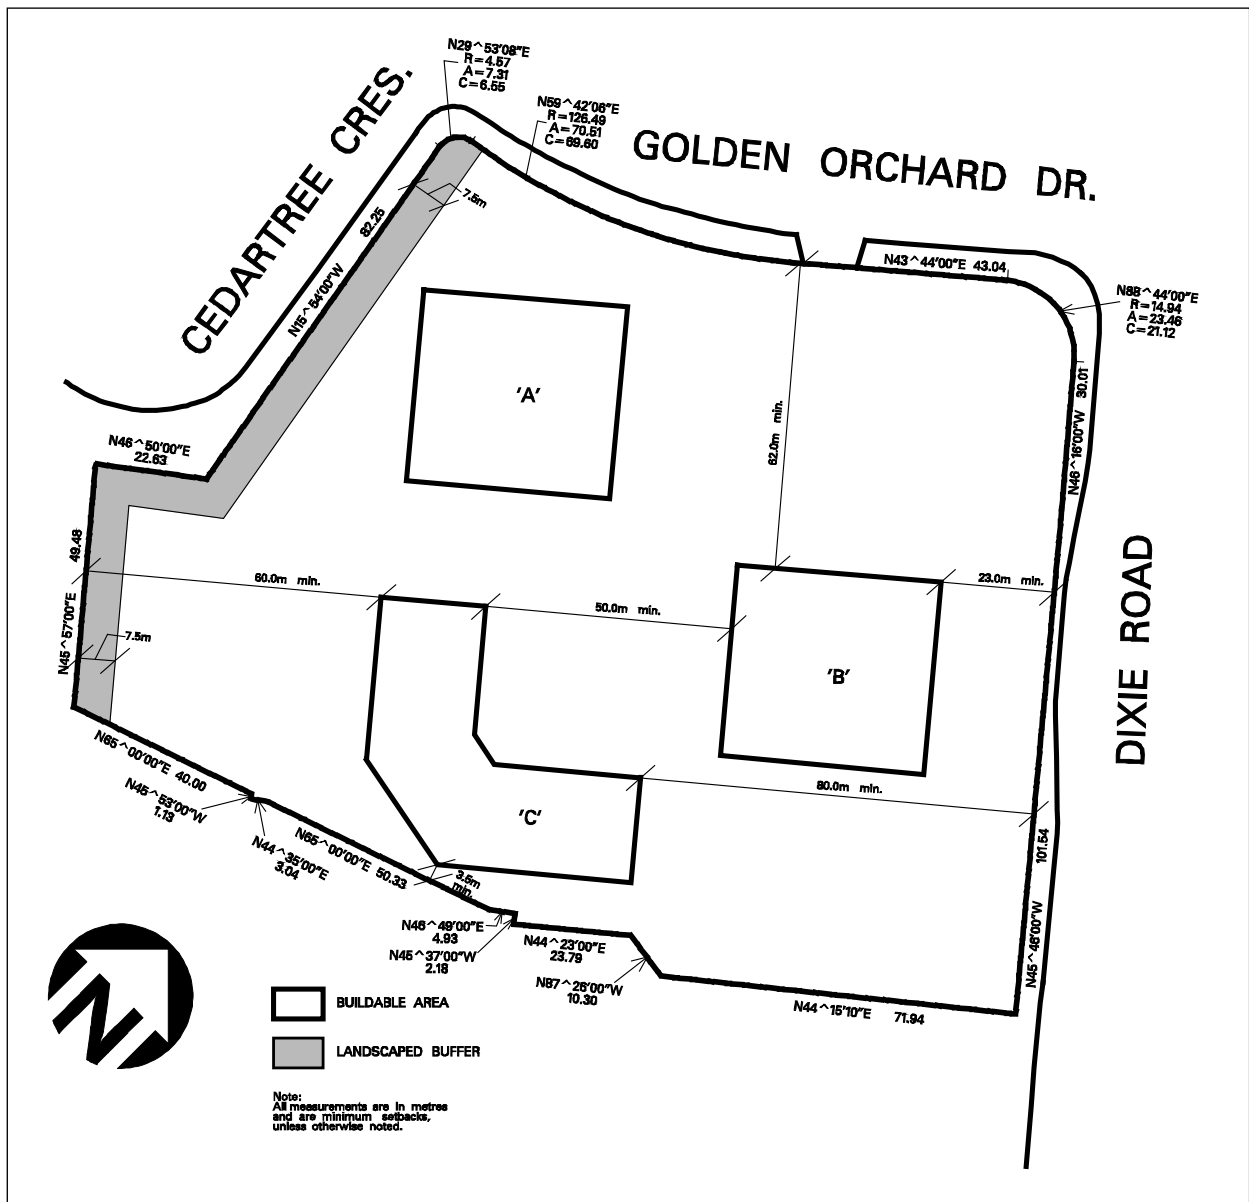 N29^53'08"E
R=4.57
A=7.31
C=6.55
N59^42'06"E
R=126.49
A=70.51
C=69.60
CEDARTREE CRES.
GOLDEN ORCHARD DR.
7.5m
82.25
N15^54'00"W
N43^44'00"E 43.04
N88^44'00"E
R=14.94
A=23.46
C=21.12
30.01
N46^16'00"W
'A'
62.0m min.
N46^50'00"E
22.63
49.48
N45^57'00"E
60.0m min.
50.0m min.
23.0m min.
7.5m
DIXIE ROAD
'B'
N65^00'00"E 40.00
N45^53'00"W
1.13
N44^35'00"E
3.04
N65^00'00"E 50.33
80.0m min.
'C'
3.5m
min.
101.54
N45^46'00"W
N46^49'00"E
4.93
N45^37'00"W
2.18
N44^23'00"E
23.79
N87^26'00"W
10.30
N44^15'10"E 71.94
N
BUILDABLE AREA
LANDSCAPED BUFFER
Note:
All measurements are in metres
and are minimum setbacks,
unless otherwise noted.